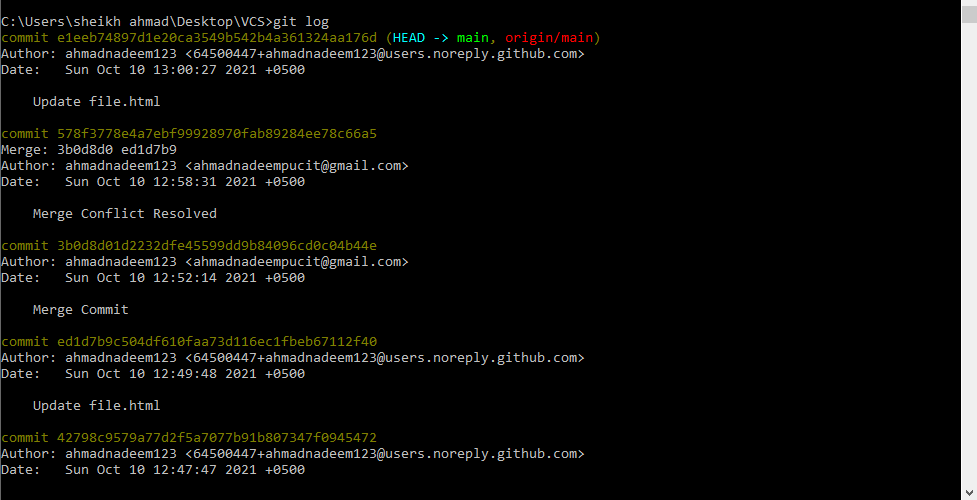 C:\Users\sheikh ahmad\Desktop\VCS>git log
commit e1eeb74897d1e20ca3549b542b4a361324aa176d (HEAD -> main, origin/main)
Author: ahmadnadeem123 <64500447+ahmadnadeem123@users.noreply.github.com>
Date:   Sun Oct 10 13:00:27 2021 +0500
    Update file.html
commit 578f3778e4a7ebf99928970fab89284ee78c66a5
Merge: 3b0d8d0 ed1d7b9
Author: ahmadnadeem123 <ahmadnadeempucit@gmail.com>
Date:   Sun Oct 10 12:58:31 2021 +0500
    Merge Conflict Resolved
commit 3b0d8d01d2232dfe45599dd9b84096cd0c04b44e
Author: ahmadnadeem123 <ahmadnadeempucit@gmail.com>
Date:   Sun Oct 10 12:52:14 2021 +0500
    Merge Commit
commit ed1d7b9c504df610faa73d116ec1fbeb67112f40
Author: ahmadnadeem123 <64500447+ahmadnadeem123@users.noreply.github.com>
Date:   Sun Oct 10 12:49:48 2021 +0500
    Update file.html
commit 42798c9579a77d2f5a7077b91b807347f0945472
Author: ahmadnadeem123 <64500447+ahmadnadeem123@users.noreply.github.com>
Date:   Sun Oct 10 12:47:47 2021 +0500